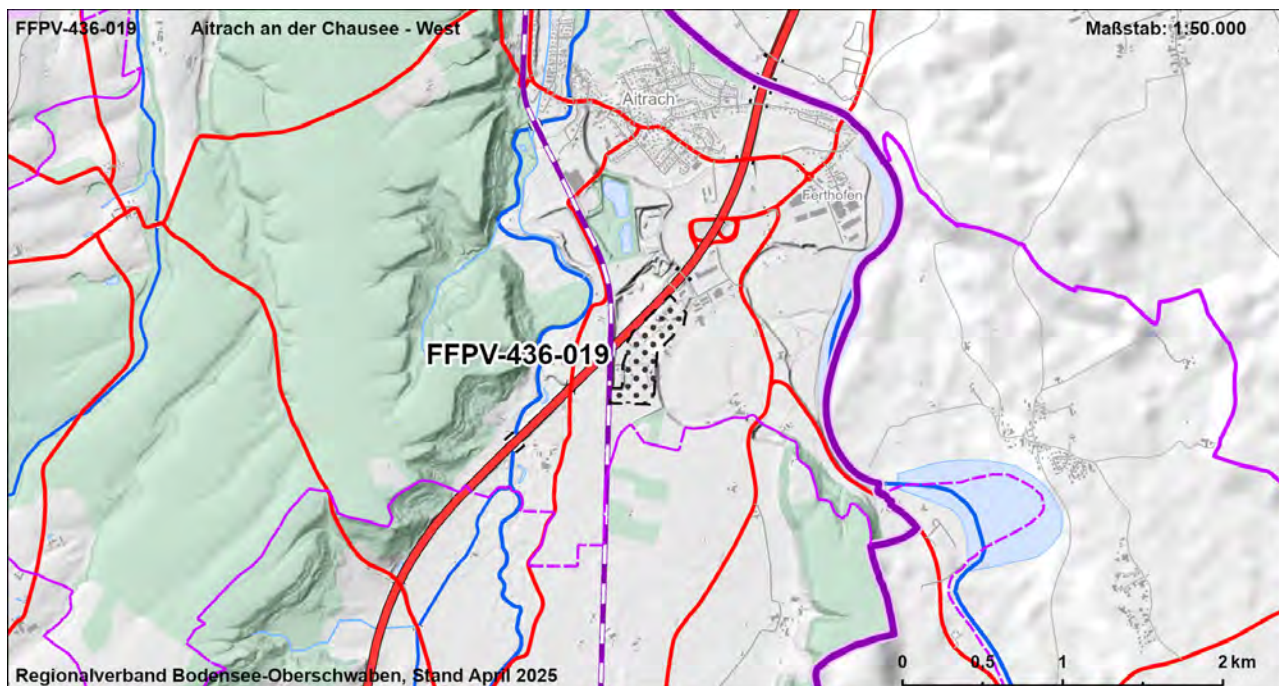 FFPV-436-019 Aitrach an der Chausee - West Maßstab: 1:50.000
Aitrach
Ferthofen
FFPV-436-019
0 0,5 1 2 km
Regionalverband Bodensee-Oberschwaben, Stand April 2025